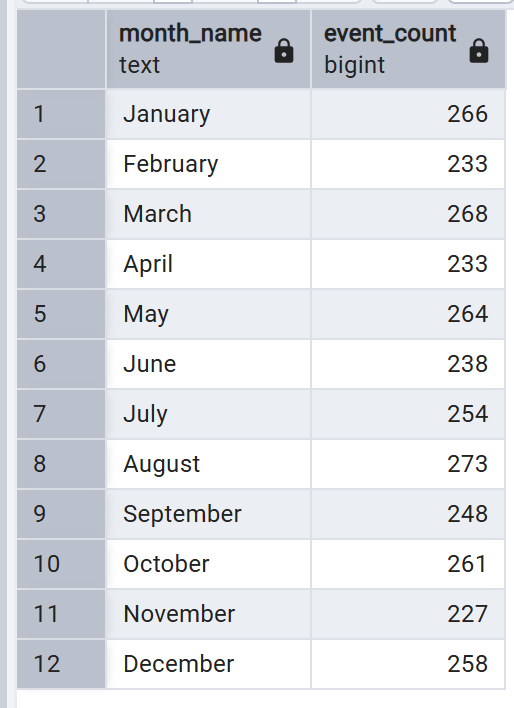 month_name event_count
text bigint
1 January 266
2 February 233
3 March 268
4 April 233
5 May 264
6 June 238
7 July 254
8 August 273
9 September 248
10 October 261
11 November 227
12 December 258